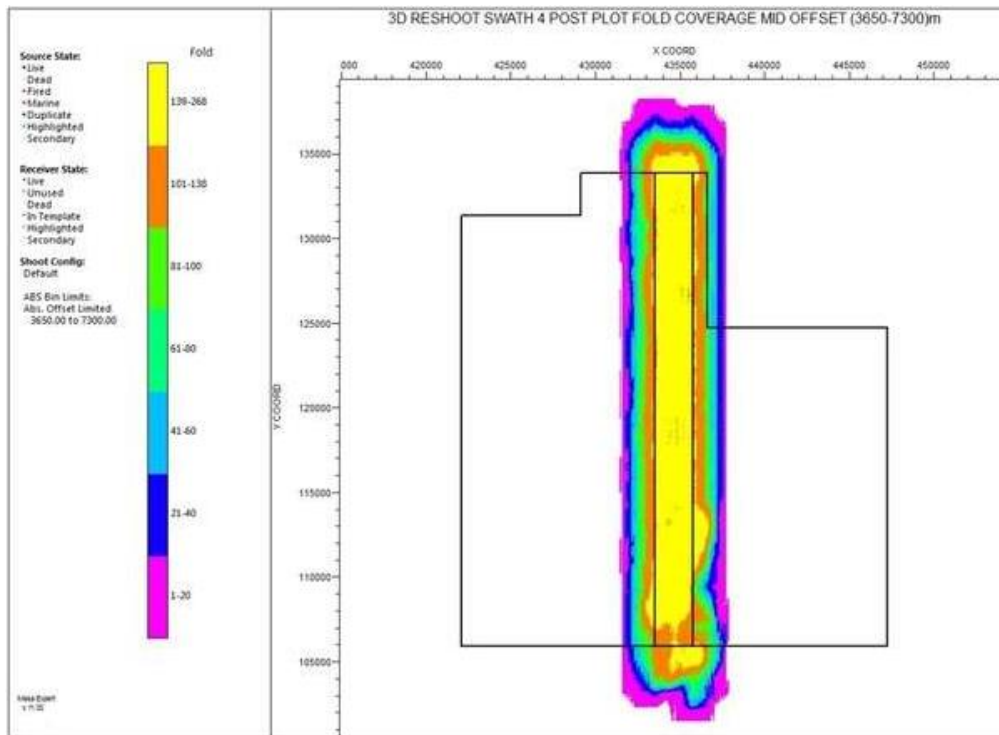 3D RESHOOT SWATH 4 POST PLOT FOLD COVERAGE MID OFFSET (3650-7300)m
Source State:
*Live
Dead
*Fired
*Marine
*Duplicate
*Highlighted
Secondary
Receiver State:
*Live
*Unused
Dead
*In Template
*Highlighted
Secondary
Shoot Config:
Default
ABS Bin Limits:
Abs. Offset Limited
3650.00 to 7300.00
Fold
139-268
101-138
81-100
61-80
41-60
21-40
1-20
X COORD
000 420000 425000 430000 435000 440000 445000 450000
Y COORD
135000
130000
125000
120000
115000
110000
105000